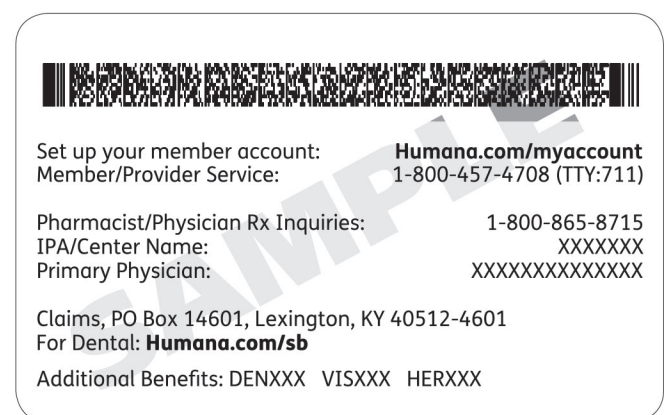 Set up your member account: Humana.com/myaccount
Member/Provider Service: 1-800-457-4708 (TTY:711)
Pharmacist/Physician Rx Inquiries: 1-800-865-8715
IPA/Center Name: XXXXXXX
Primary Physician: XXXXXXXXXXXXXX
Claims, PO Box 14601, Lexington, KY 40512-4601
For Dental: Humana.com/sb
Additional Benefits: DENXXX VISXXX HERXXX
SAMPLE